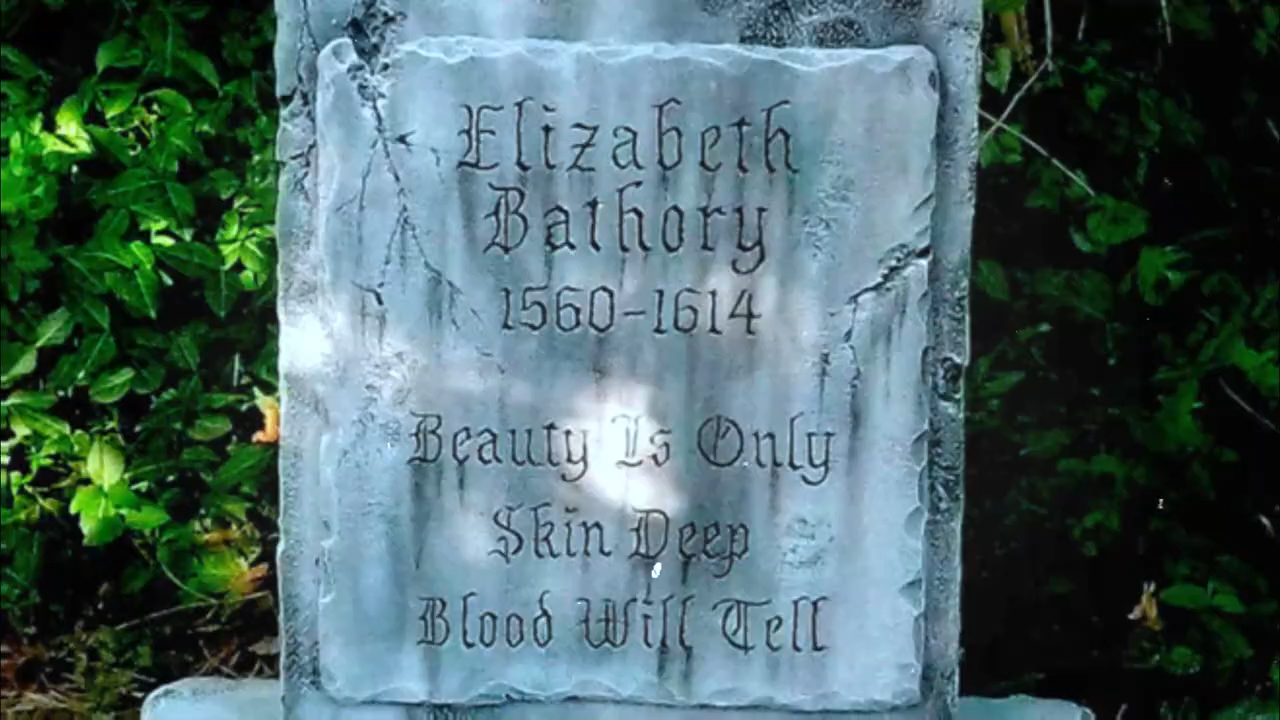 Elizabeth
Bathory
1560-1614
Beauty Is Only
Skin Deep
Blood Will Tell